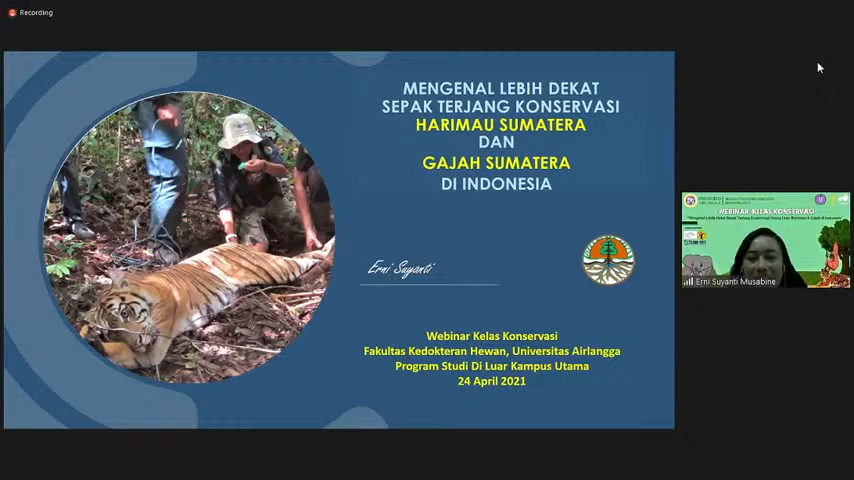 Recording
MENGENAL LEBIH DEKAT
SEPAK TERJANG KONSERVASI
HARIMAU SUMATERA
DAN
GAJAH SUMATERA
DI INDONESIA
Erni Suyanti
Webinar Kelas Konservasi
Fakultas Kedokteran Hewan, Universitas Airlangga
Program Studi Di Luar Kampus Utama
24 April 2021
WEBINAR KELAS KONSERVASI
Erni Suyanti Musabine